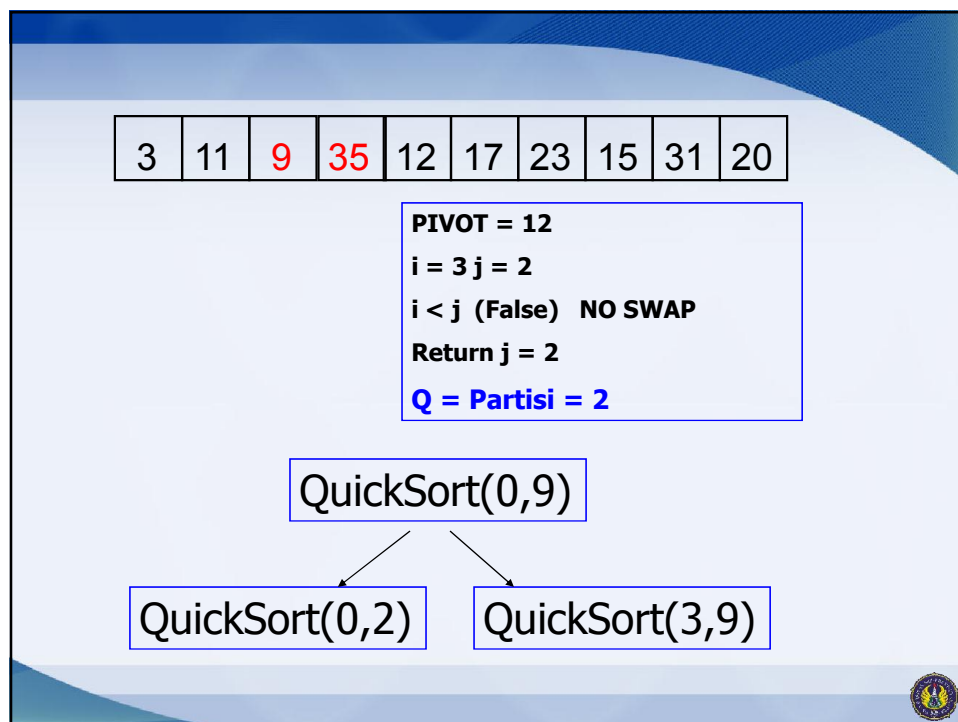 3 11 9 35 12 17 23 15 31 20
PIVOT = 12
i = 3 j = 2
i < j (False) NO SWAP
Return j = 2
Q = Partisi = 2
QuickSort(0,9)
QuickSort(0,2) QuickSort(3,9)